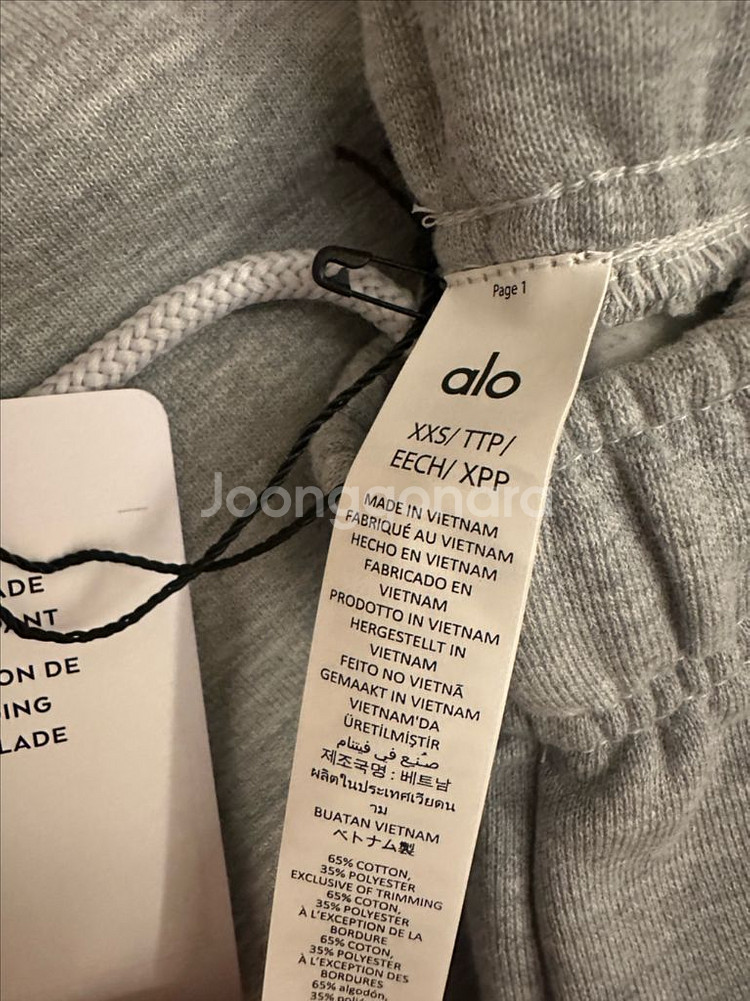 Page 1
alo
XXS/ TTP/
EECH/ XPP
MADE IN VIETNAM
FABRIQUÉ AU VIETNAM
HECHO EN VIETNAM
FABRICADO EN
VIETNAM
PRODOTTO IN VIETNAM
HERGESTELLT IN
VIETNAM
FEITO NO VIETNÃ
GEMAAKT IN VIETNAM
VIETNAM'DA
ÜRETİLMİŞTİR
صُنع في فيتنام
제조국명 : 베트남
ผลิตในประเทศเวียดน
าม
BUATAN VIETNAM
ベトナム製
65% COTTON,
35% POLYESTER
EXCLUSIVE OF TRIMMING
65% COTON,
35% POLYESTER
À L'EXCEPTION DE LA
BORDURE
65% COTON,
35% POLYESTER
À L'EXCEPTION DES
BORDURES
65% algodón,
35%
ON DE
Joonggonara